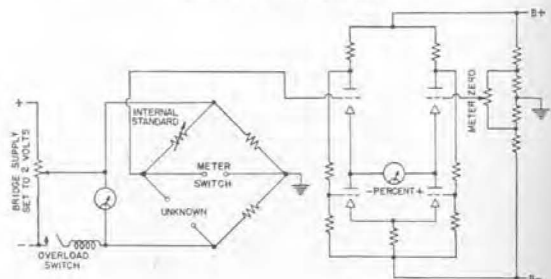 B+
INTERNAL
STANDARD
METER ZERO
+
BRIDGE SUPPLY
SET TO 2 VOLTS
METER
SWITCH
-PERCENT+
UNKNOWN
-
OVERLOAD
SWITCH
B-